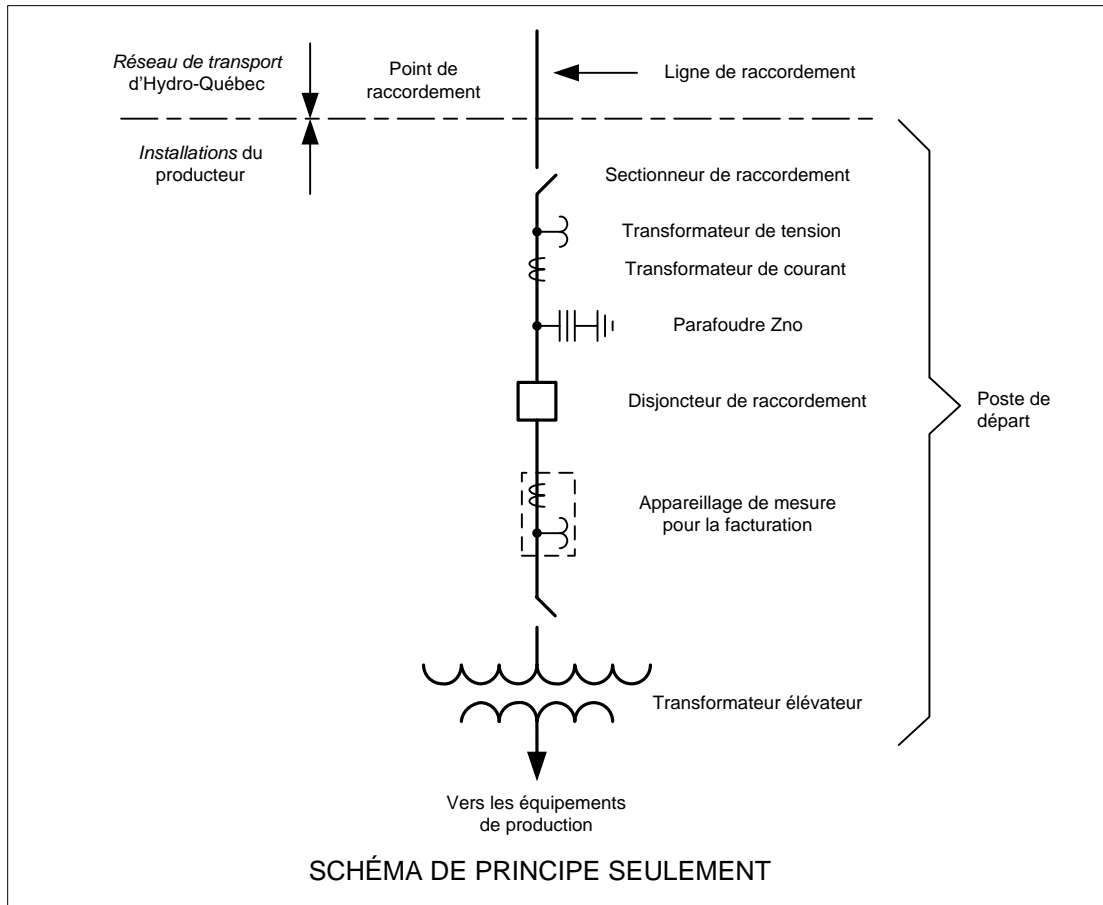 Réseau de transport
d'Hydro-Québec
Point de
raccordement
Ligne de raccordement
Installations du
producteur
Sectionneur de raccordement
Transformateur de tension
Transformateur de courant
Parafoudre Zno
Disjoncteur de raccordement
Poste de
départ
Appareillage de mesure
pour la facturation
Transformateur élévateur
Vers les équipements
de production
SCHÉMA DE PRINCIPE SEULEMENT